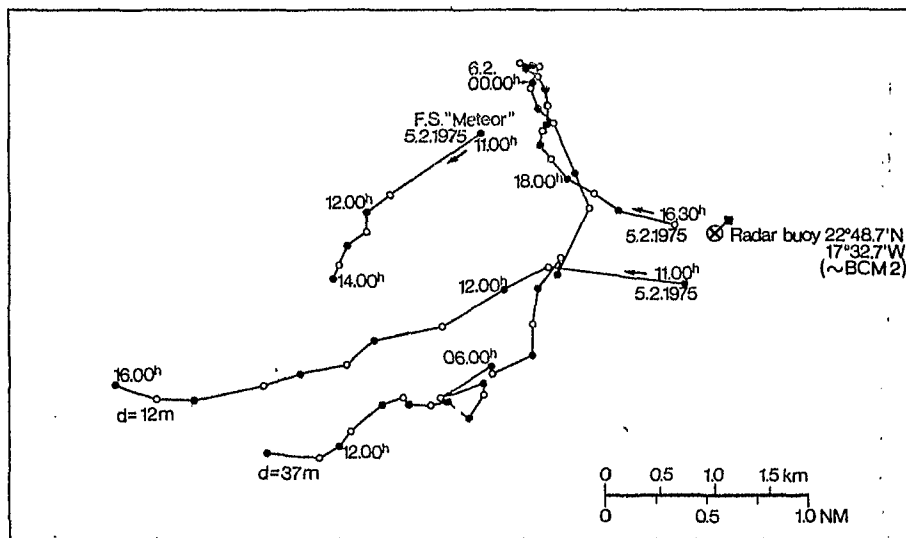 6.2.
00.00ʰ
F.S. "Meteor"
5.2.1975
11.00ʰ
12.00ʰ
14.00ʰ
18.00ʰ
16.30ʰ
5.2.1975
Radar buoy 22°48.7'N
17°32.7'W
(~BCM 2)
11.00ʰ
5.2.1975
12.00ʰ
16.00ʰ
d=12m
06.00ʰ
12.00ʰ
d=37m
0 0.5 1.0 1.5 km
0 0.5 1.0 NM